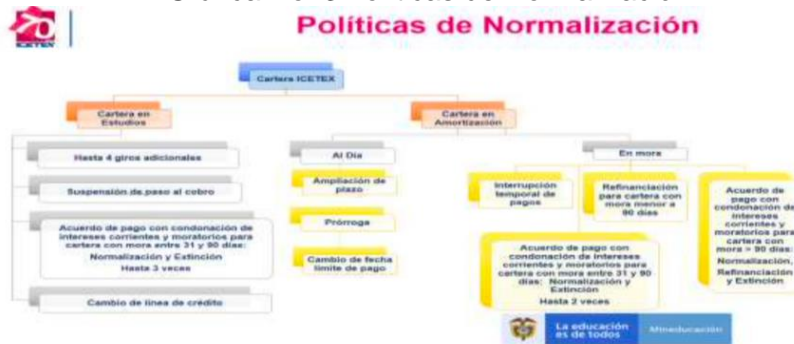 Políticas de Normalización
70
ICETEX
Cartera ICETEX
Cartera en
Estudios
Cartera en
Amortización
Hasta 4 giros adicionales
Suspensión de paso al cobro
Acuerdo de pago con condonación de
intereses corrientes y moratorios para
cartera con mora entre 31 y 90 días:
Normalización y Extinción
Hasta 3 veces
Cambio de línea de crédito
Al Día
Ampliación de
plazo
Prórroga
Cambio de fecha
límite de pago
En mora
Interrupción
temporal de
pagos
Refinanciación
para cartera con
mora menor a
90 días
Acuerdo de
pago con
condonación de
intereses
corrientes y
moratorios para
cartera con
mora > 90 días:
Normalización,
Refinanciación
y Extinción
Acuerdo de pago con
condonación de intereses
corrientes y moratorios para
cartera con mora entre 31 y 90
días: Normalización y
Extinción
Hasta 2 veces
La educación
es de todos
Mineducación